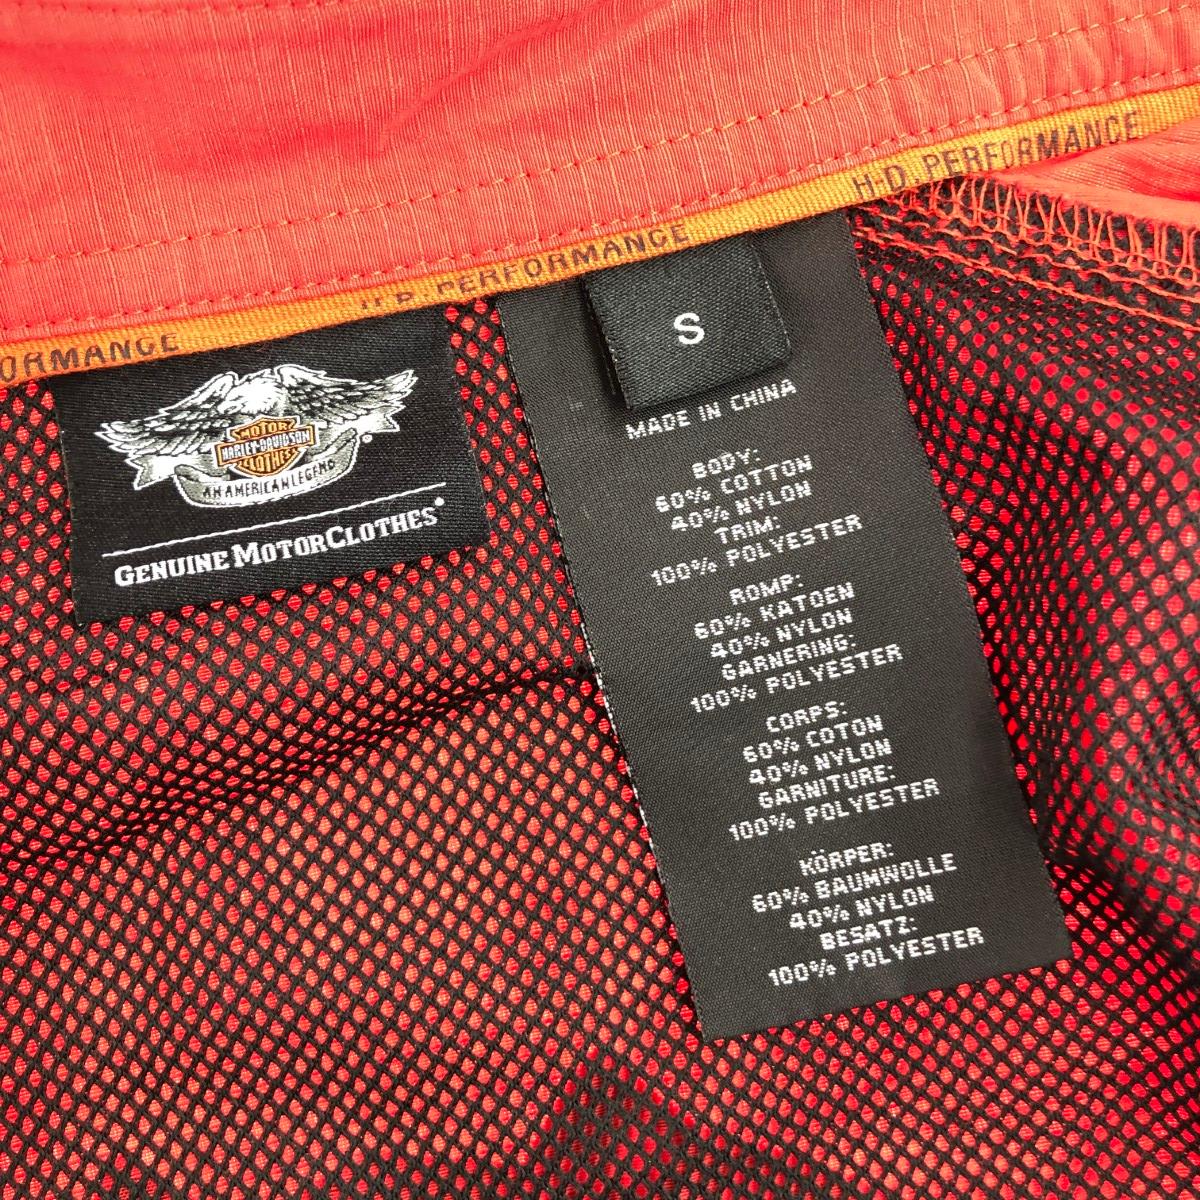 ORMANCE
H-D. PERFORMANCE
H-D. PERFORMANCE
MOTOR
HARLEY-DAVIDSON
CLOTHES
AN AMERICAN LEGEND
GENUINE MOTORCLOTHES®
S
MADE IN CHINA
BODY:
60% COTTON
40% NYLON
TRIM:
100% POLYESTER
ROMP:
60% KATOEN
40% NYLON
GARNERING:
100% POLYESTER
CORPS:
60% COTON
40% NYLON
GARNITURE:
100% POLYESTER
KÖRPER:
60% BAUMWOLLE
40% NYLON
BESATZ:
100% POLYESTER